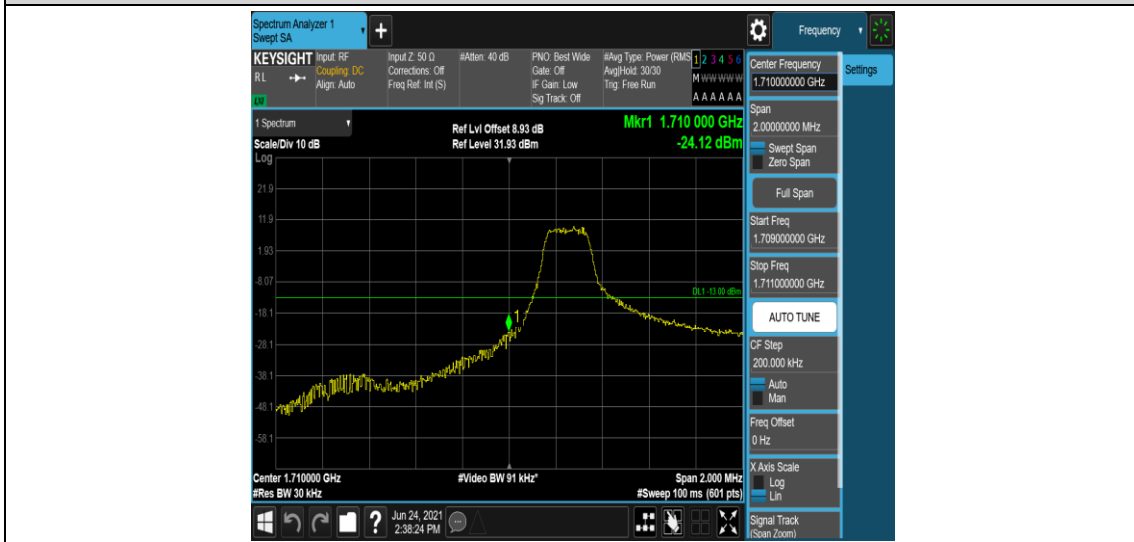 Spectrum Analyzer 1
Swept SA
Frequency
KEYSIGHT
RL
LXI
Input: RF
Coupling: DC
Align: Auto
Input Z: 50 Ω
Corrections: Off
Freq Ref: Int (S)
#Atten: 40 dB
PNO: Best Wide
Gate: Off
IF Gain: Low
Sig Track: Off
#Avg Type: Power (RMS
Avg|Hold: 30/30
Trig: Free Run
1 2 3 4 5 6
M W W W W W
A A A A A A
Center Frequency
1.710000000 GHz
Settings
Span
2.00000000 MHz
Swept Span
Zero Span
Full Span
Start Freq
1.709000000 GHz
Stop Freq
1.711000000 GHz
AUTO TUNE
CF Step
200.000 kHz
Auto
Man
Freq Offset
0 Hz
X Axis Scale
Log
Lin
Signal Track
(Span Zoom)
1 Spectrum
Scale/Div 10 dB
Log
Ref Lvl Offset 8.93 dB
Ref Level 31.93 dBm
Mkr1 1.710 000 GHz
-24.12 dBm
21.9
11.9
1.93
-8.07
-18.1
-28.1
-38.1
-48.1
-58.1
DL1 -13.00 dBm
1
Center 1.710000 GHz
#Res BW 30 kHz
#Video BW 91 kHz*
Span 2.000 MHz
#Sweep 100 ms (601 pts)
Jun 24, 2021
2:38:24 PM